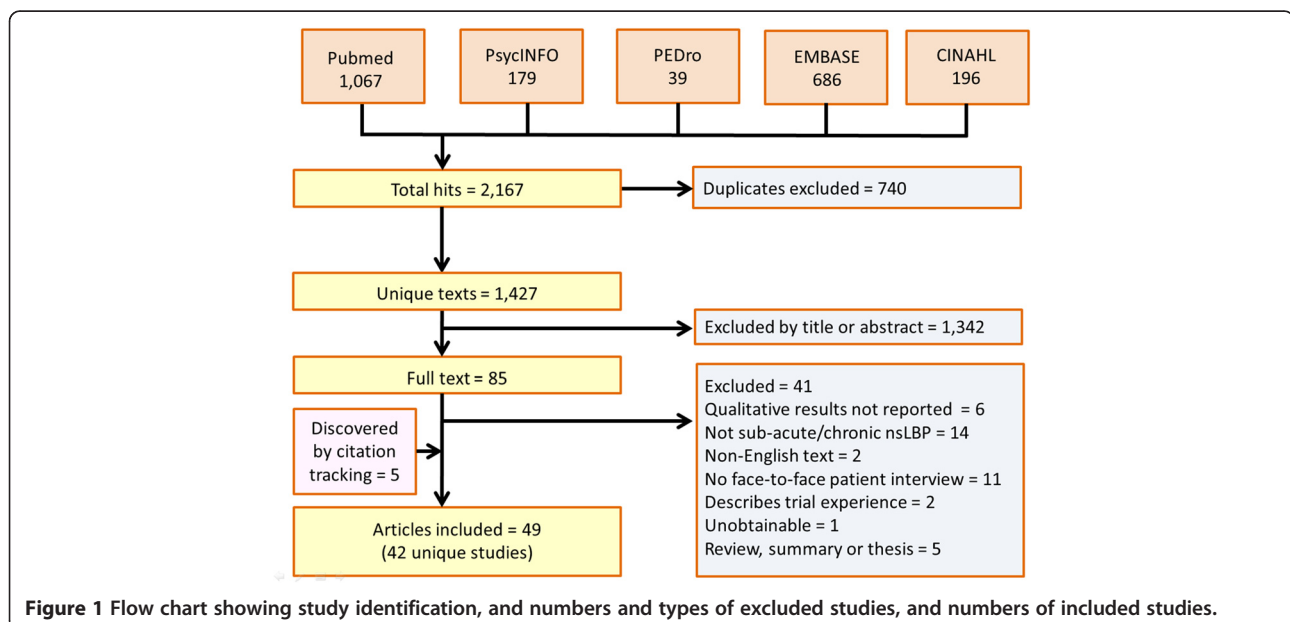 Pubmed
1,067
PsycINFO
179
PEDro
39
EMBASE
686
CINAHL
196
Total hits = 2,167
Duplicates excluded = 740
Unique texts = 1,427
Excluded by title or abstract = 1,342
Full text = 85
Excluded = 41
Qualitative results not reported = 6
Not sub-acute/chronic nsLBP = 14
Non-English text = 2
No face-to-face patient interview = 11
Describes trial experience = 2
Unobtainable = 1
Review, summary or thesis = 5
Discovered
by citation
tracking = 5
Articles included = 49
(42 unique studies)
Figure 1 Flow chart showing study identification, and numbers and types of excluded studies, and numbers of included studies.